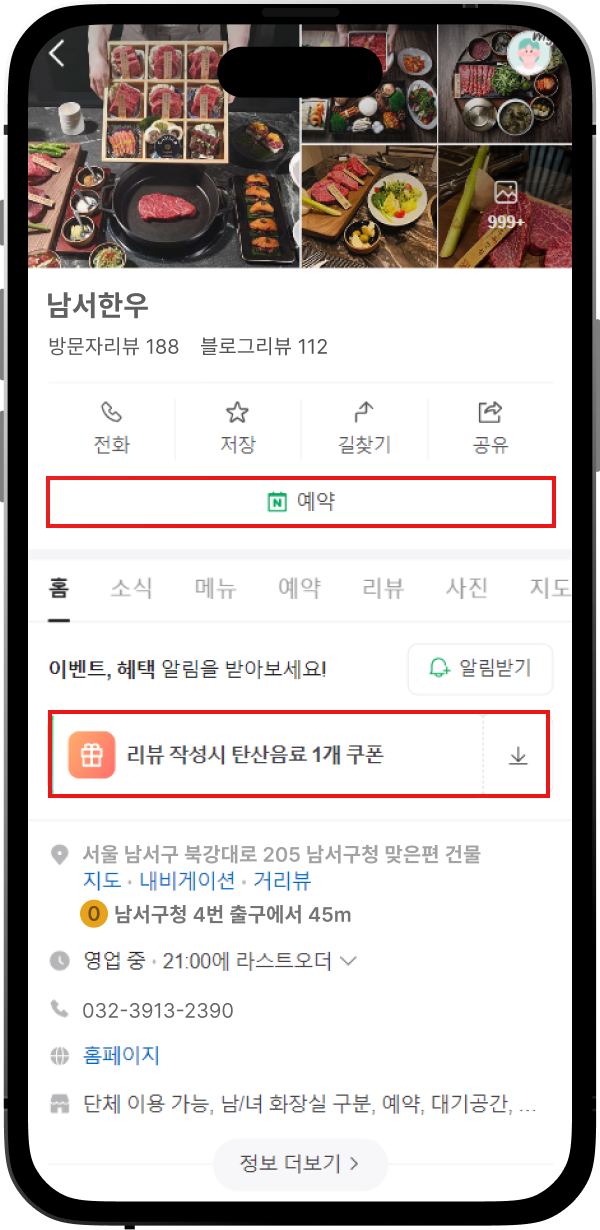 999+
남서한우
방문자리뷰 188 블로그리뷰 112
전화 저장 길찾기 공유
N 예약
홈 소식 메뉴 예약 리뷰 사진 지도
이벤트, 혜택 알림을 받아보세요! 알림받기
리뷰 작성시 탄산음료 1개 쿠폰
서울 남서구 북강대로 205 남서구청 맞은편 건물
지도 · 내비게이션 · 거리뷰
0 남서구청 4번 출구에서 45m
영업 중 · 21:00에 라스트오더
032-3913-2390
홈페이지
단체 이용 가능, 남/녀 화장실 구분, 예약, 대기공간, ...
정보 더보기 >